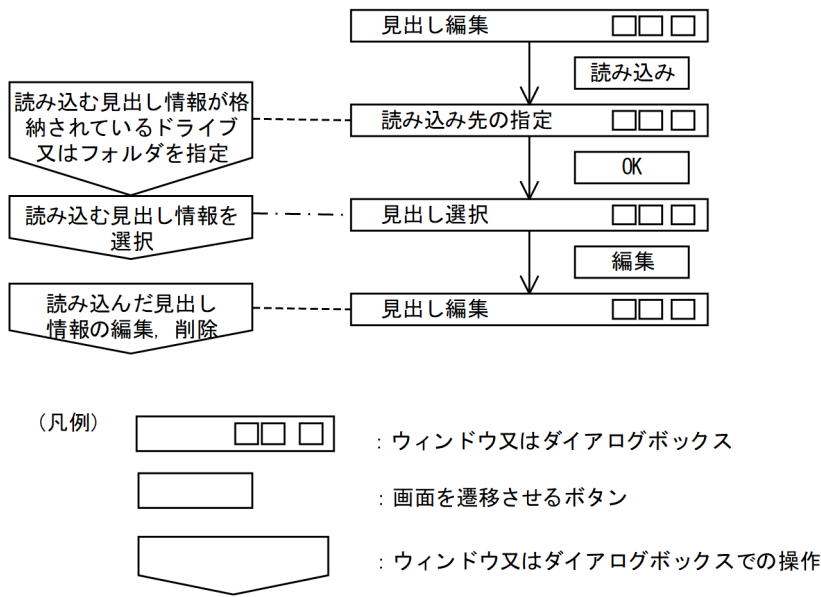 見出し編集
読み込み
読み込む見出し情報が格
納されているドライブ
又はフォルダを指定
読み込み先の指定
OK
読み込む見出し情報を
選択
見出し選択
編集
読み込んだ見出し
情報の編集，削除
見出し編集
（凡例）
：ウィンドウ又はダイアログボックス
：画面を遷移させるボタン
：ウィンドウ又はダイアログボックスでの操作